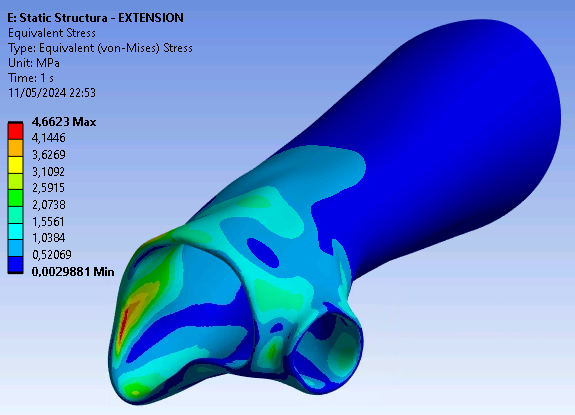 E: Static Structura - EXTENSION
Equivalent Stress
Type: Equivalent (von-Mises) Stress
Unit: MPa
Time: 1 s
11/05/2024 22:53
4,6623 Max
4,1446
3,6269
3,1092
2,5915
2,0738
1,5561
1,0384
0,52069
0,0029881 Min